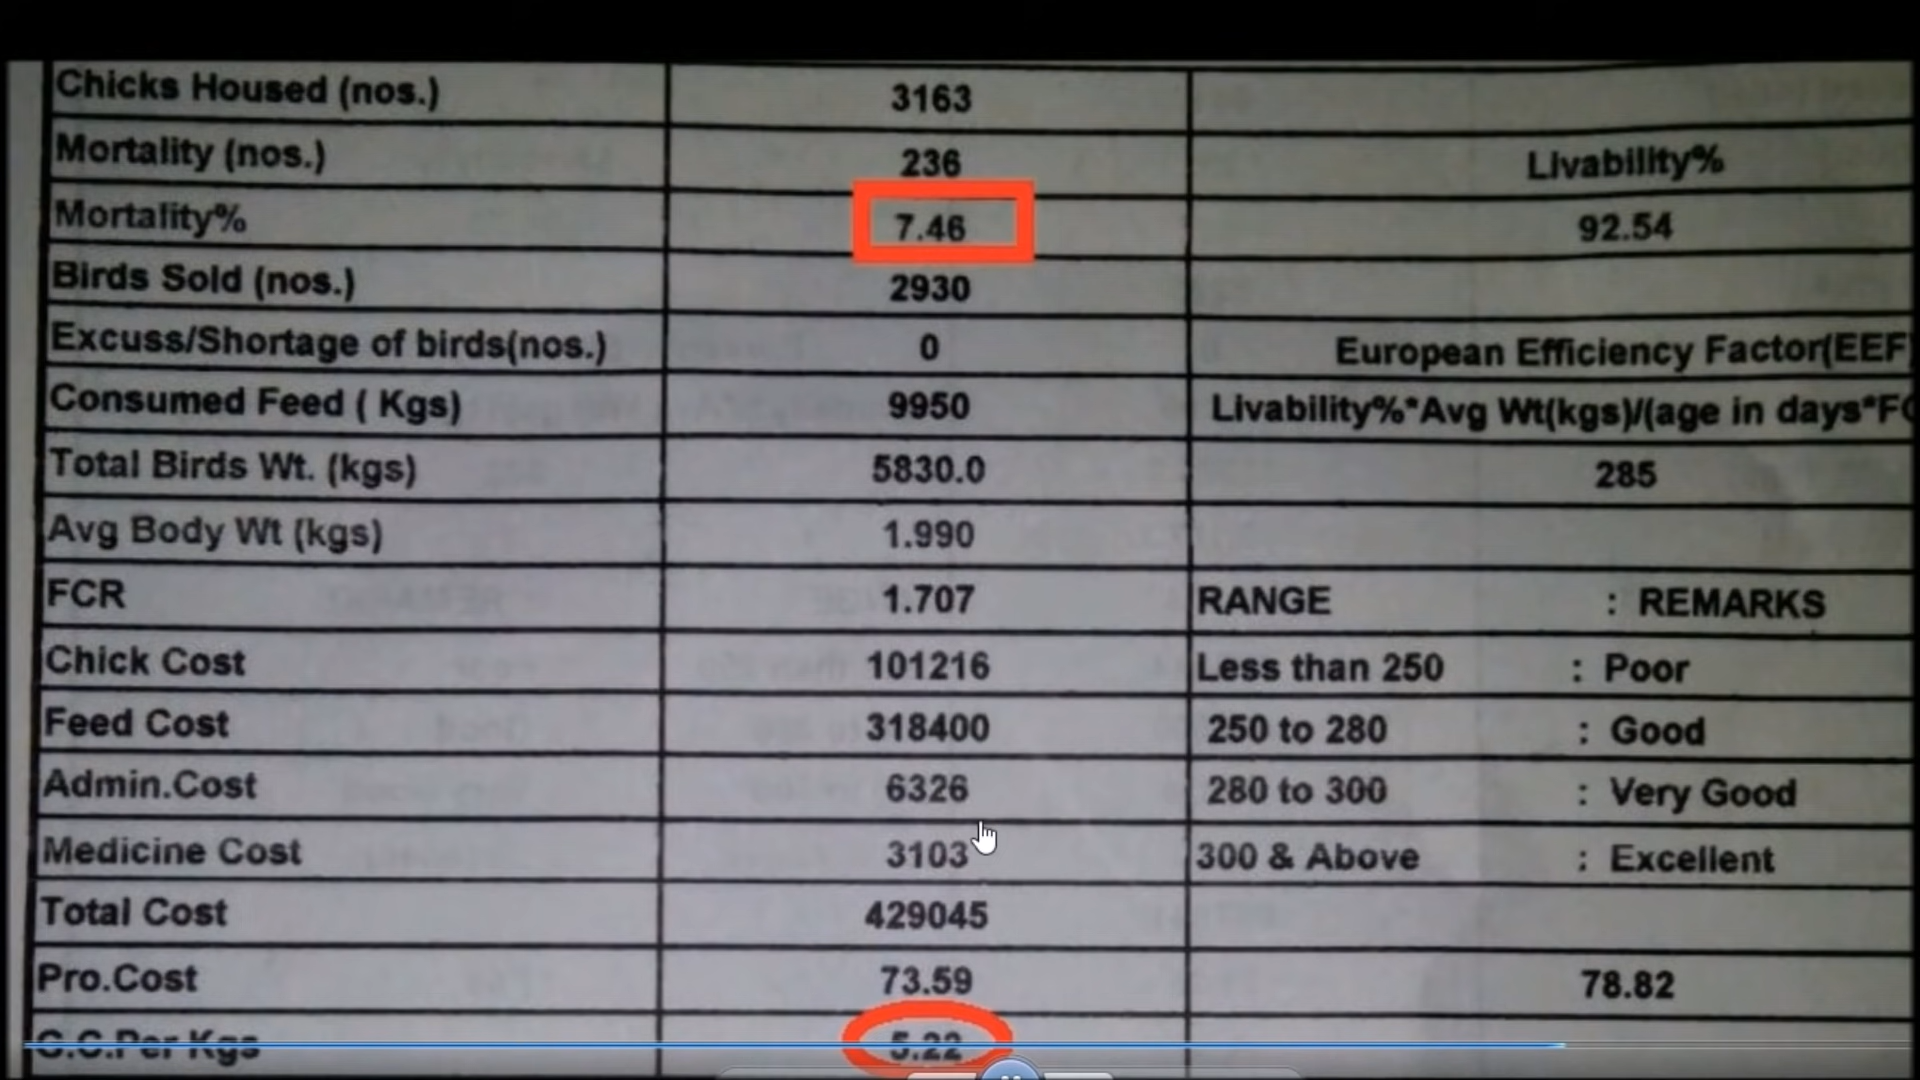 Chicks Housed (nos.) 3163
Mortality (nos.) 236 Livability%
Mortality% 7.46 92.54
Birds Sold (nos.) 2930
Excuss/Shortage of birds(nos.) 0 European Efficiency Factor(EEF
Consumed Feed ( Kgs) 9950 Livability%*Avg Wt(kgs)/(age in days*FC
Total Birds Wt. (kgs) 5830.0 285
Avg Body Wt (kgs) 1.990
FCR 1.707 RANGE : REMARKS
Chick Cost 101216 Less than 250 : Poor
Feed Cost 318400 250 to 280 : Good
Admin.Cost 6326 280 to 300 : Very Good
Medicine Cost 3103 300 & Above : Excellent
Total Cost 429045
Pro.Cost 73.59 78.82
G.C.Per Kgs 5.22